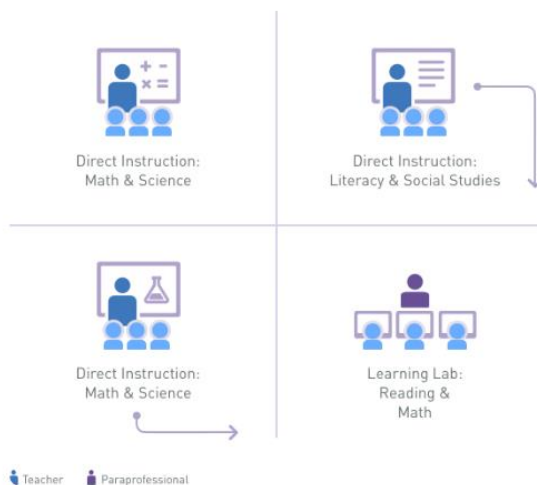 + -
× =
Direct Instruction:
Math & Science
Direct Instruction:
Literacy & Social Studies
Direct Instruction:
Math & Science
Learning Lab:
Reading &
Math
Teacher
Paraprofessional